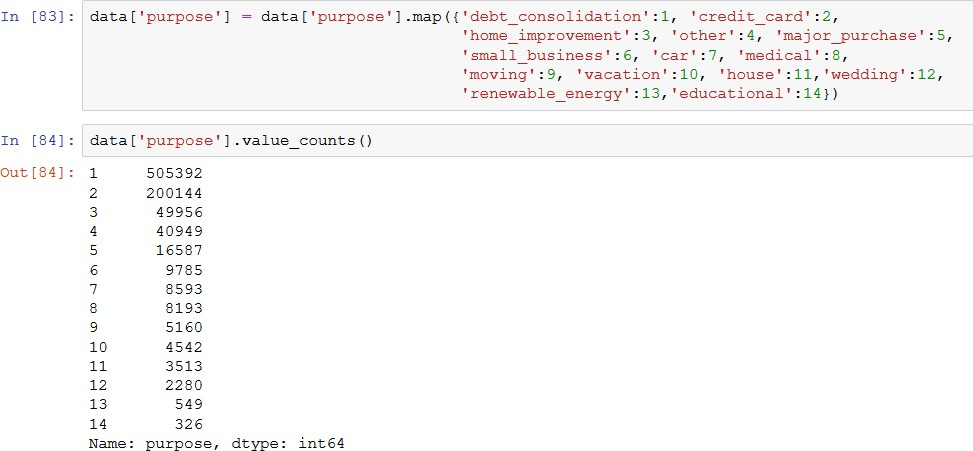 In [83]: data['purpose'] = data['purpose'].map({'debt_consolidation':1, 'credit_card':2,
'home_improvement':3, 'other':4, 'major_purchase':5,
'small_business':6, 'car':7, 'medical':8,
'moving':9, 'vacation':10, 'house':11,'wedding':12,
'renewable_energy':13,'educational':14})
In [84]: data['purpose'].value_counts()
Out[84]: 1 505392
2 200144
3 49956
4 40949
5 16587
6 9785
7 8593
8 8193
9 5160
10 4542
11 3513
12 2280
13 549
14 326
Name: purpose, dtype: int64